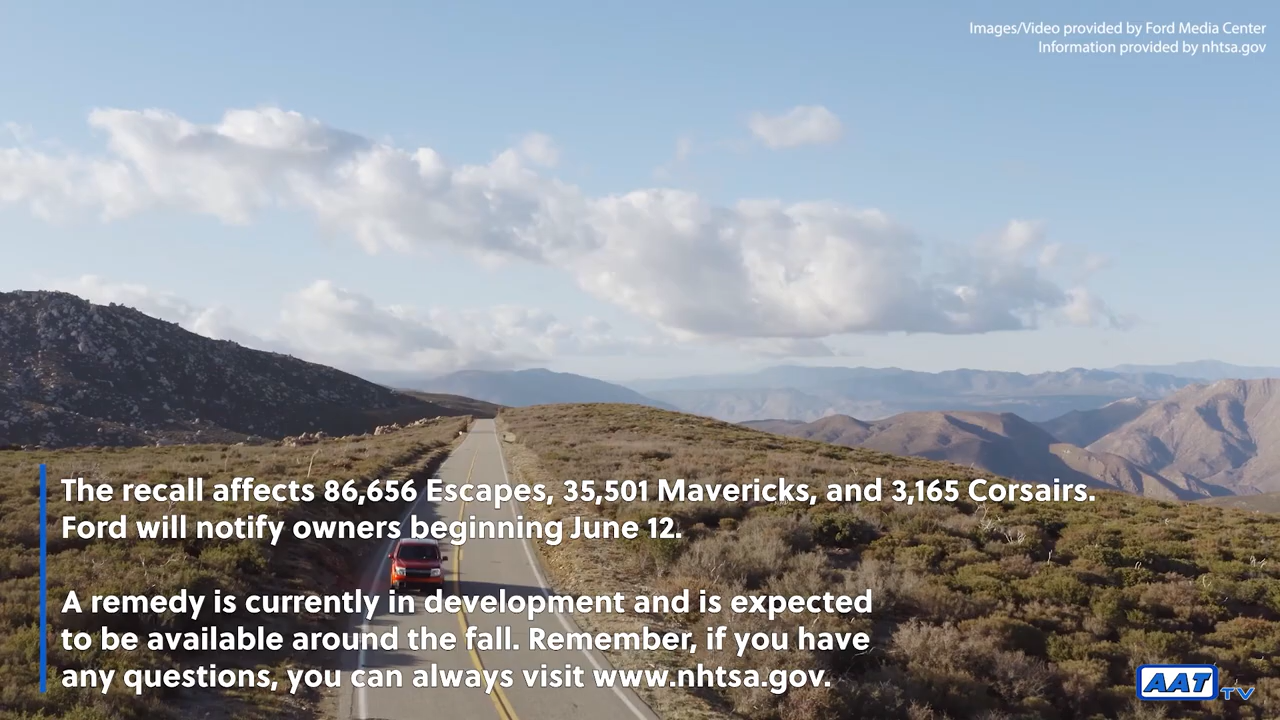 Images/Video provided by Ford Media Center
Information provided by nhtsa.gov
The recall affects 86,656 Escapes, 35,501 Mavericks, and 3,165 Corsairs.
Ford will notify owners beginning June 12.
A remedy is currently in development and is expected
to be available around the fall. Remember, if you have
any questions, you can always visit www.nhtsa.gov.
AAT TV